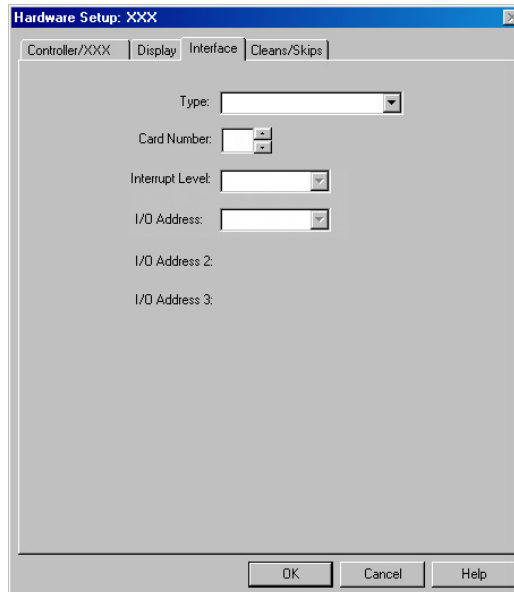 Hardware Setup: XXX
Controller/XXX Display Interface Cleans/Skips
Type:
Card Number:
Interrupt Level:
I/O Address:
I/O Address 2:
I/O Address 3:
OK Cancel Help